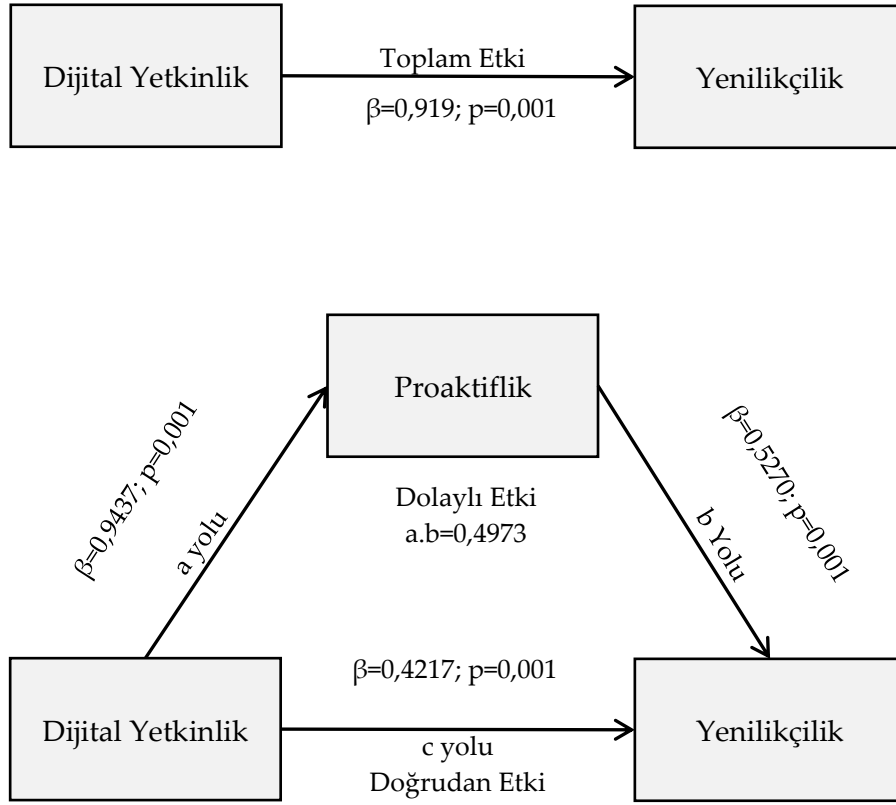 Dijital Yetkinlik
Toplam Etki
β=0,919; p=0,001
Yenilikçilik
Proaktiflik
β=0,9437; p=0,001
a yolu
Dolaylı Etki
a.b=0,4973
b Yolu
β=0,5270; p=0,001
β=0,4217; p=0,001
Dijital Yetkinlik
c yolu
Doğrudan Etki
Yenilikçilik